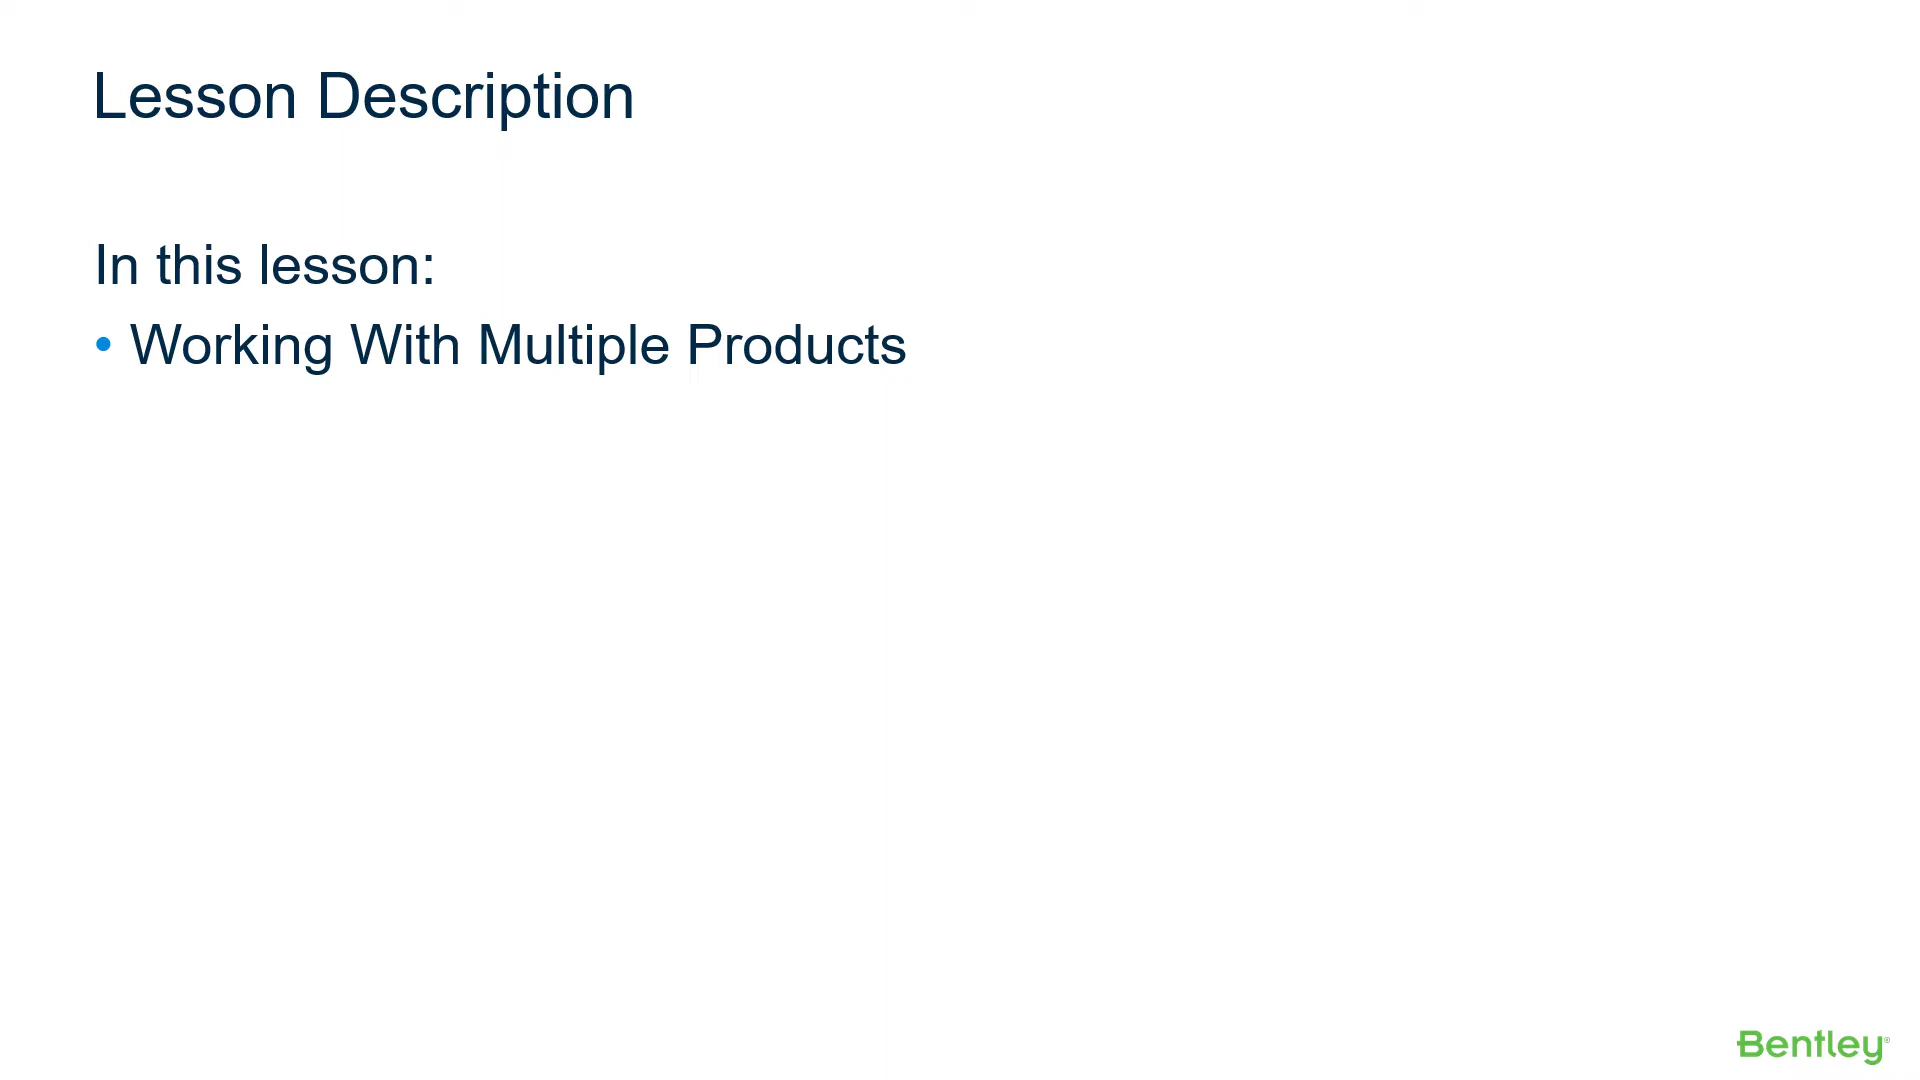 Lesson Description
In this lesson:
• Working With Multiple Products
Bentley®